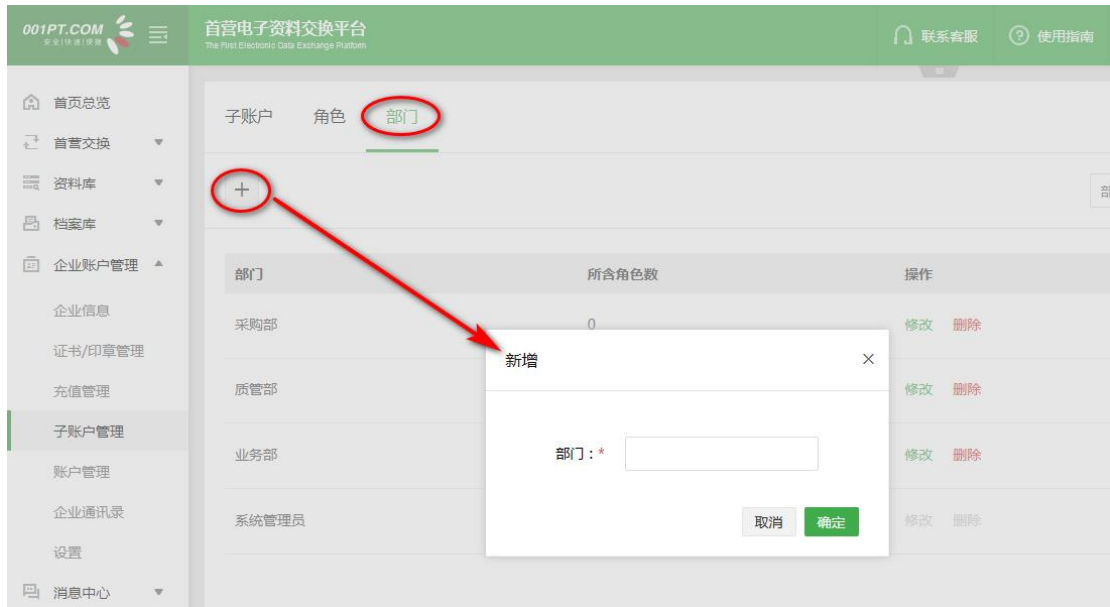 001PT.COM
安全|快速|保障
首营电子资料交换平台
The First Electronic Data Exchange Platform
联系客服
使用指南
首页总览
首营交换
资料库
档案库
企业账户管理
企业信息
证书/印章管理
充值管理
子账户管理
账户管理
企业通讯录
设置
消息中心
子账户 角色 部门
部门 所含角色数 操作
采购部 0 修改 删除
质管部 修改 删除
业务部 修改 删除
系统管理员 修改 删除
新增
部门：*
取消 确定